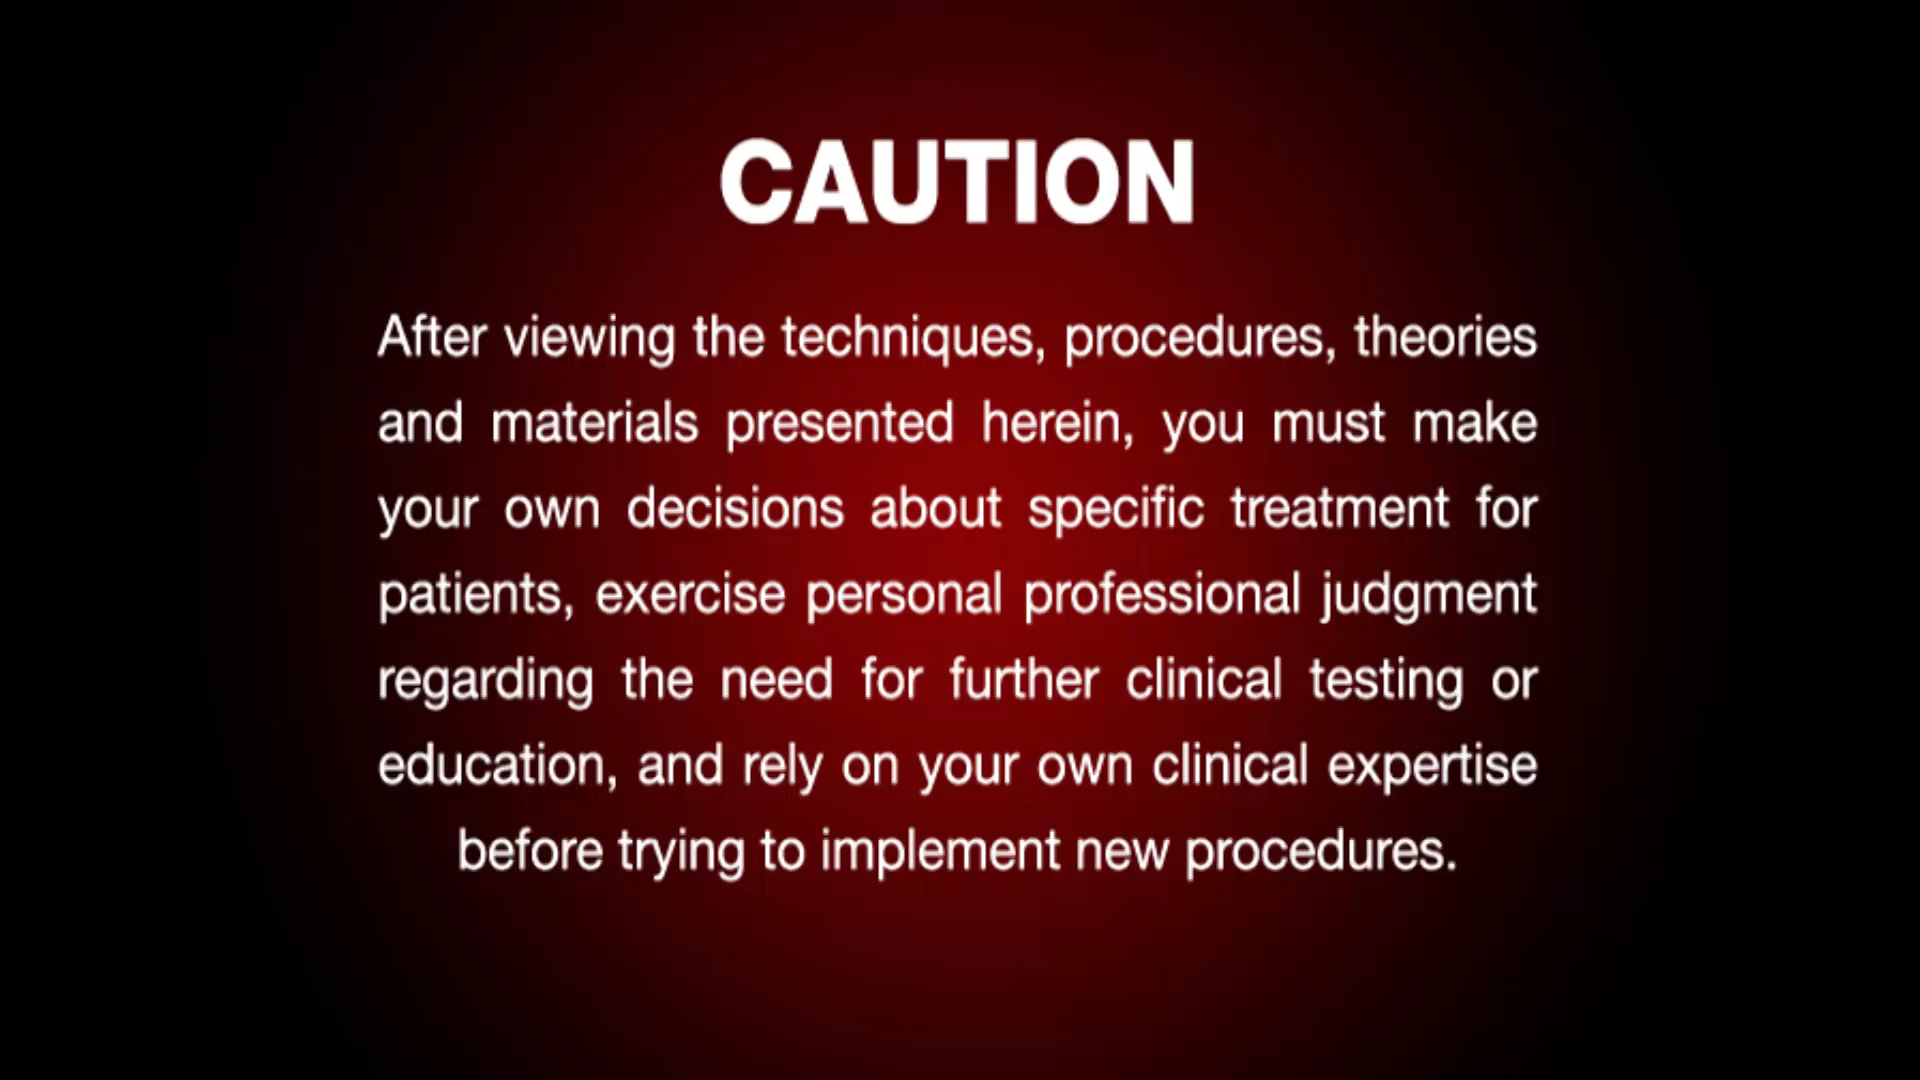 CAUTION
After viewing the techniques, procedures, theories
and materials presented herein, you must make
your own decisions about specific treatment for
patients, exercise personal professional judgment
regarding the need for further clinical testing or
education, and rely on your own clinical expertise
before trying to implement new procedures.